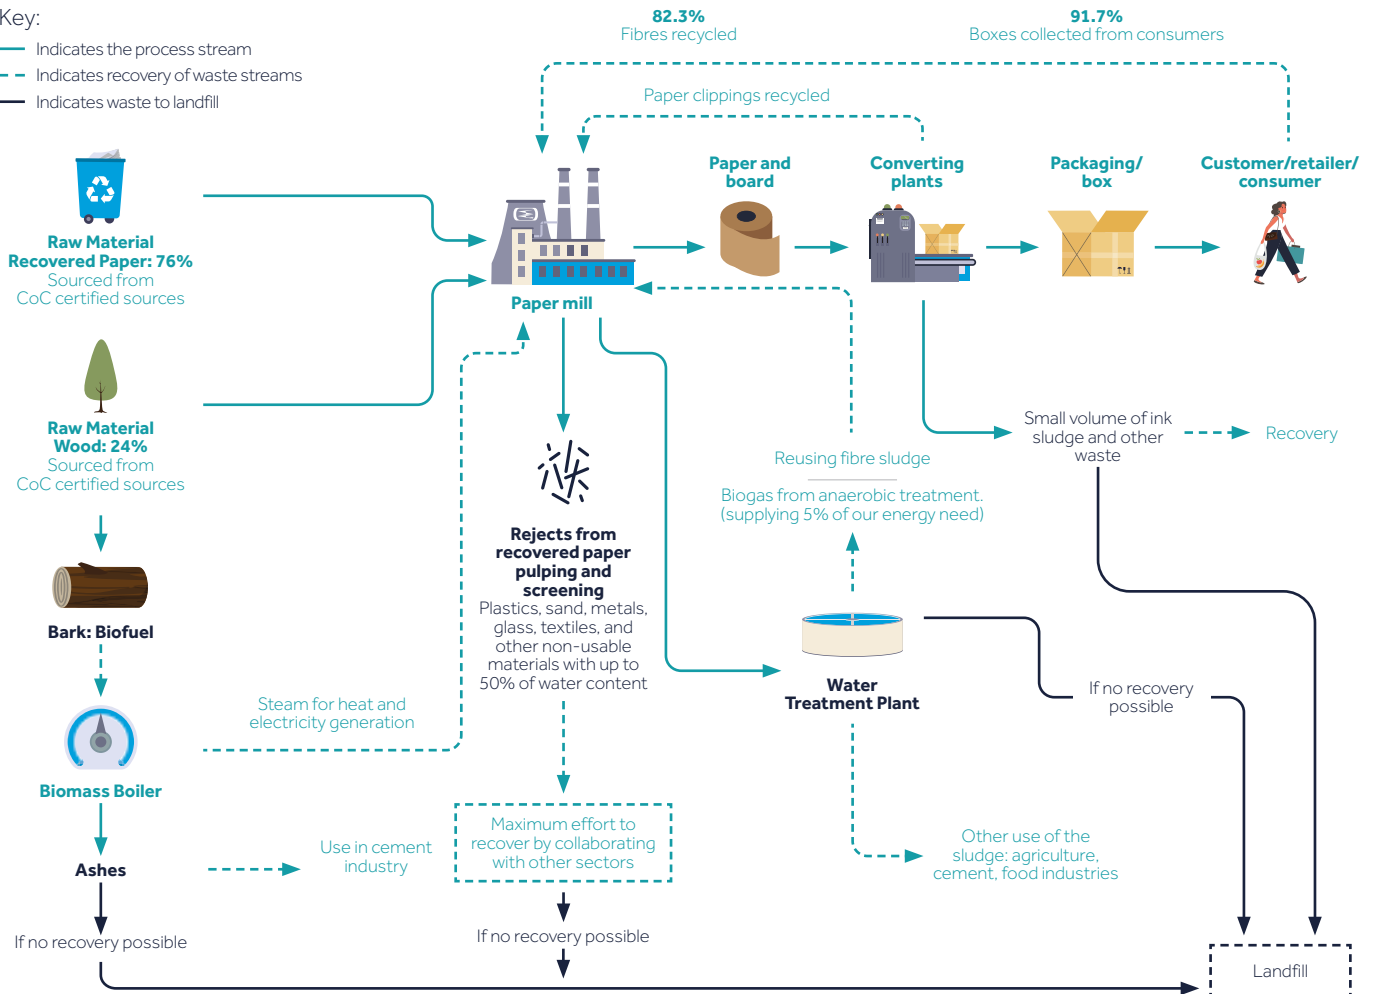 Key:
Indicates the process stream
Indicates recovery of waste streams
Indicates waste to landfill
82.3%
Fibres recycled
91.7%
Boxes collected from consumers
Paper clippings recycled
Raw Material
Recovered Paper: 76%
Sourced from
CoC certified sources
Paper mill
Paper and
board
Converting
plants
Packaging/
box
Customer/retailer/
consumer
Raw Material
Wood: 24%
Sourced from
CoC certified sources
Small volume of ink
sludge and other
waste
Recovery
Reusing fibre sludge
Biogas from anaerobic treatment.
(supplying 5% of our energy need)
Rejects from
recovered paper
pulping and
screening
Plastics, sand, metals,
glass, textiles, and
other non-usable
materials with up to
50% of water content
Bark: Biofuel
Water
Treatment Plant
If no recovery
possible
Steam for heat and
electricity generation
Biomass Boiler
Maximum effort to
recover by collaborating
with other sectors
Use in cement
industry
Other use of the
sludge: agriculture,
cement, food industries
Ashes
If no recovery possible
If no recovery possible
Landfill